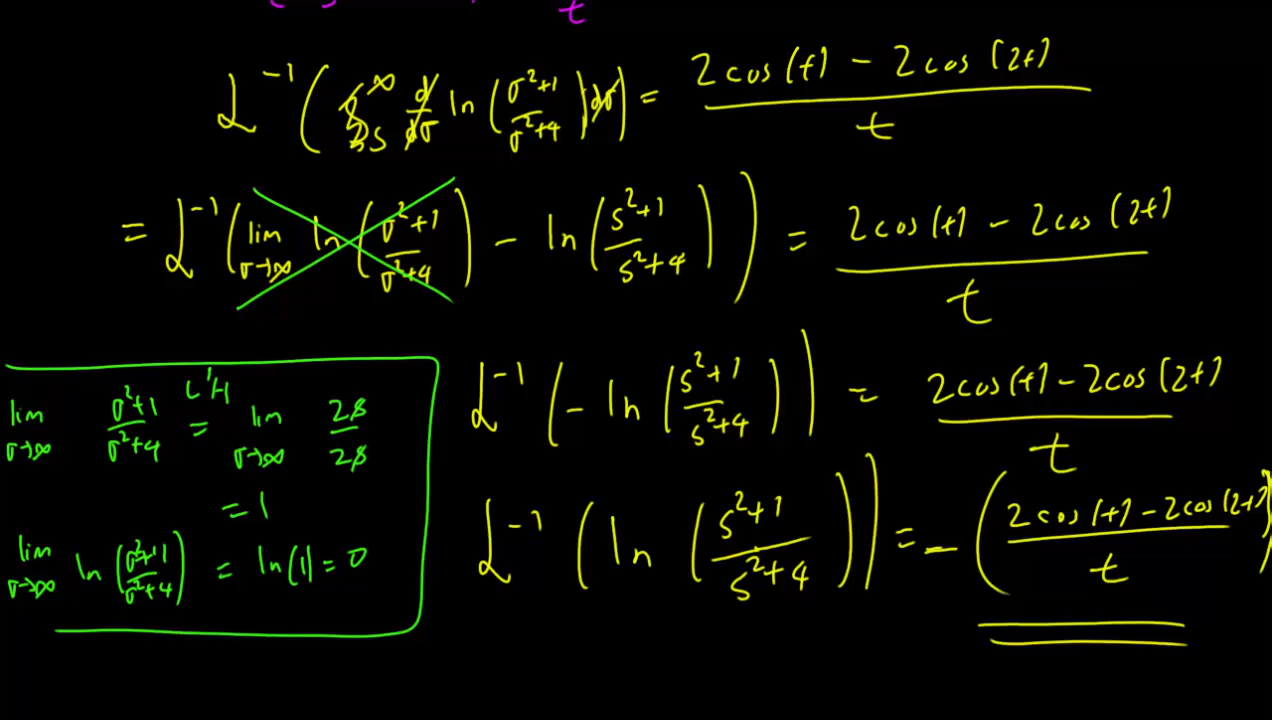 t
ℒ⁻¹ ( ∫_s^∞ d/dσ ln ( (σ²+1)/(σ²+4) ) dσ ) = (2cos(t) − 2cos(2t))/t
= ℒ⁻¹ ( lim σ→∞ ln ( (σ²+1)/(σ²+4) ) − ln ( (s²+1)/(s²+4) ) ) = (2cos(t) − 2cos(2t))/t
ℒ⁻¹ ( − ln ( (s²+1)/(s²+4) ) ) = (2cos(t) − 2cos(2t))/t
ℒ⁻¹ ( ln ( (s²+1)/(s²+4) ) ) = − ( (2cos(t) − 2cos(2t))/t )
lim σ→∞ (σ²+1)/(σ²+4) L'H = lim σ→∞ 2s/2s
= 1
lim σ→∞ ln ( (σ²+1)/(σ²+4) ) = ln(1) = 0